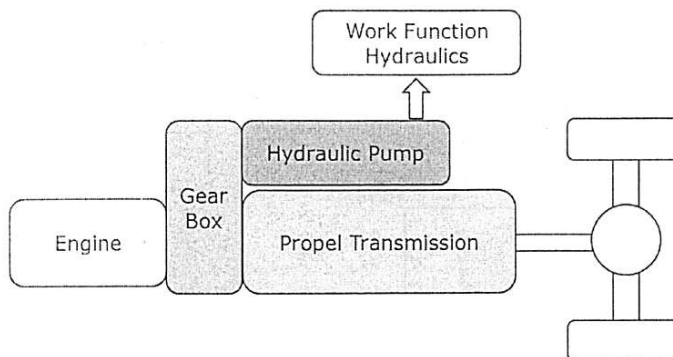 Work Function
Hydraulics
Hydraulic Pump
Gear
Box
Engine
Propel Transmission